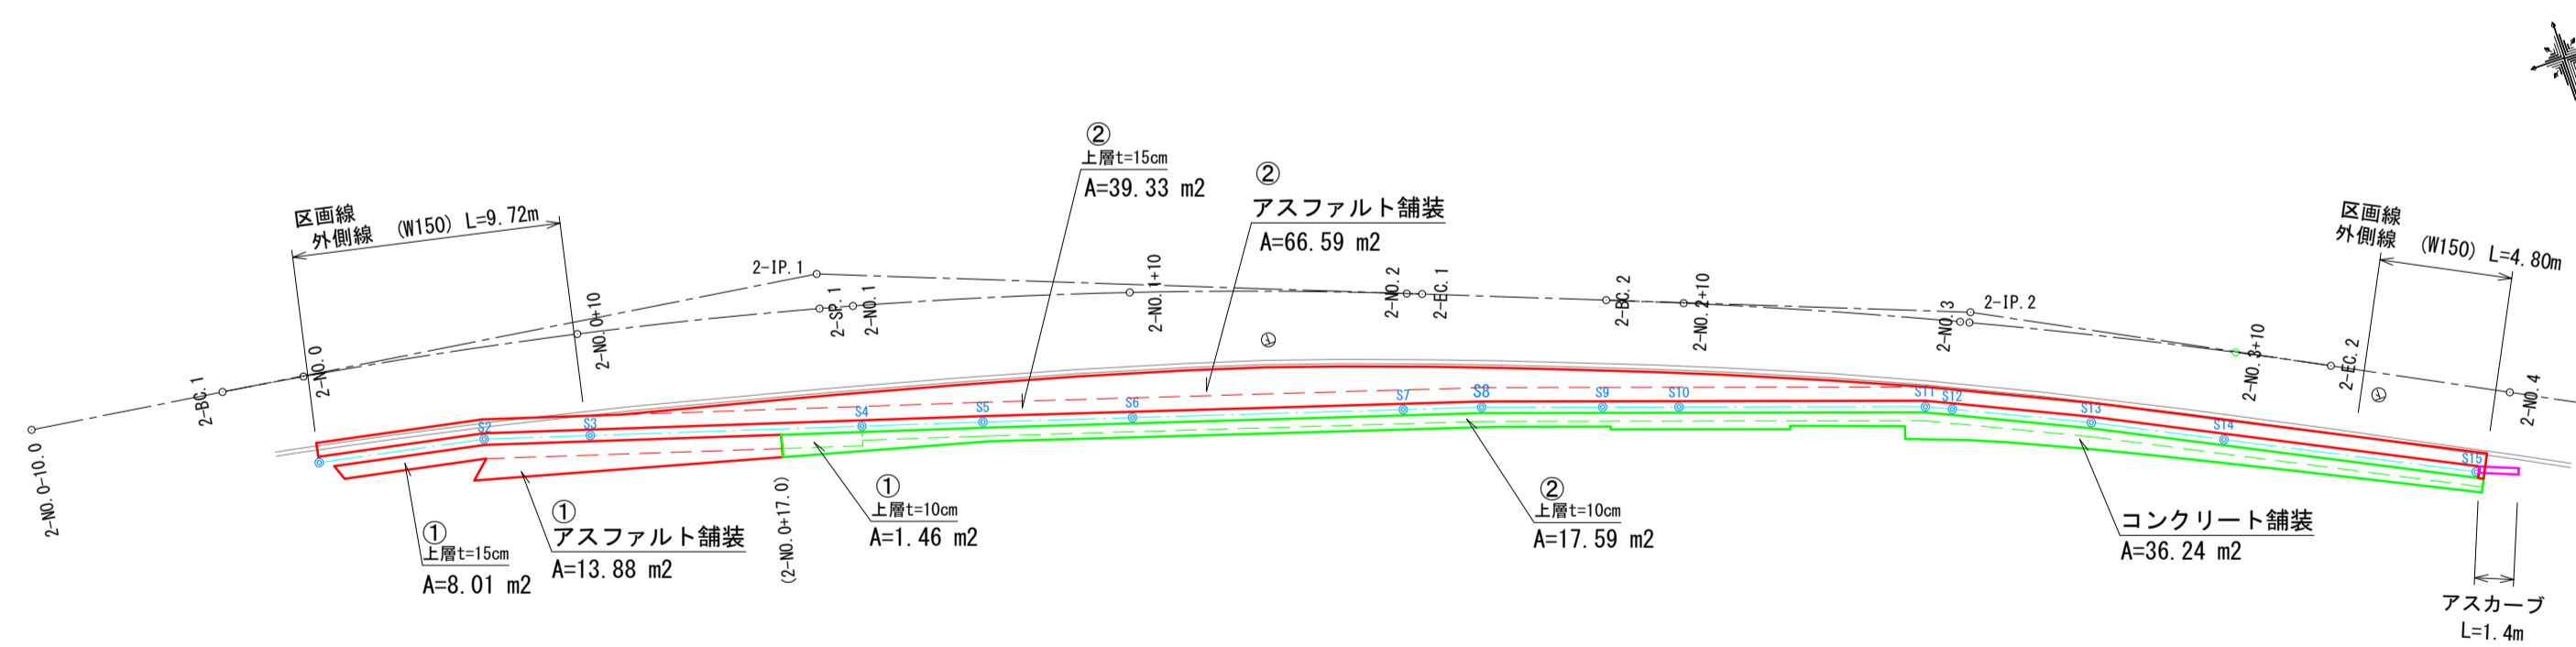 ②
上層t=15cm
A=39.33 m2
②
アスファルト舗装
A=66.59 m2
区画線
外側線 (W150) L=9.72m
区画線
外側線 (W150) L=4.80m
2-NO.0-10.0
2-BC.1
2-NO.0
2-NO.0+10
2-IP.1
2-SP.1
2-NO.1
2-NO.1+10
2-NO.2
2-EC.1
2-BC.2
2-NO.2+10
2-NO.3
2-IP.2
2-NO.3+10
2-EC.2
2-NO.4
S2
S3
S4
S5
S6
S7
S8
S9
S10
S11
S12
S13
S14
S15
①
上層t=15cm
A=8.01 m2
①
アスファルト舗装
A=13.88 m2
(2-NO.0+17.0)
①
上層t=10cm
A=1.46 m2
②
上層t=10cm
A=17.59 m2
コンクリート舗装
A=36.24 m2
アスカーブ
L=1.4m